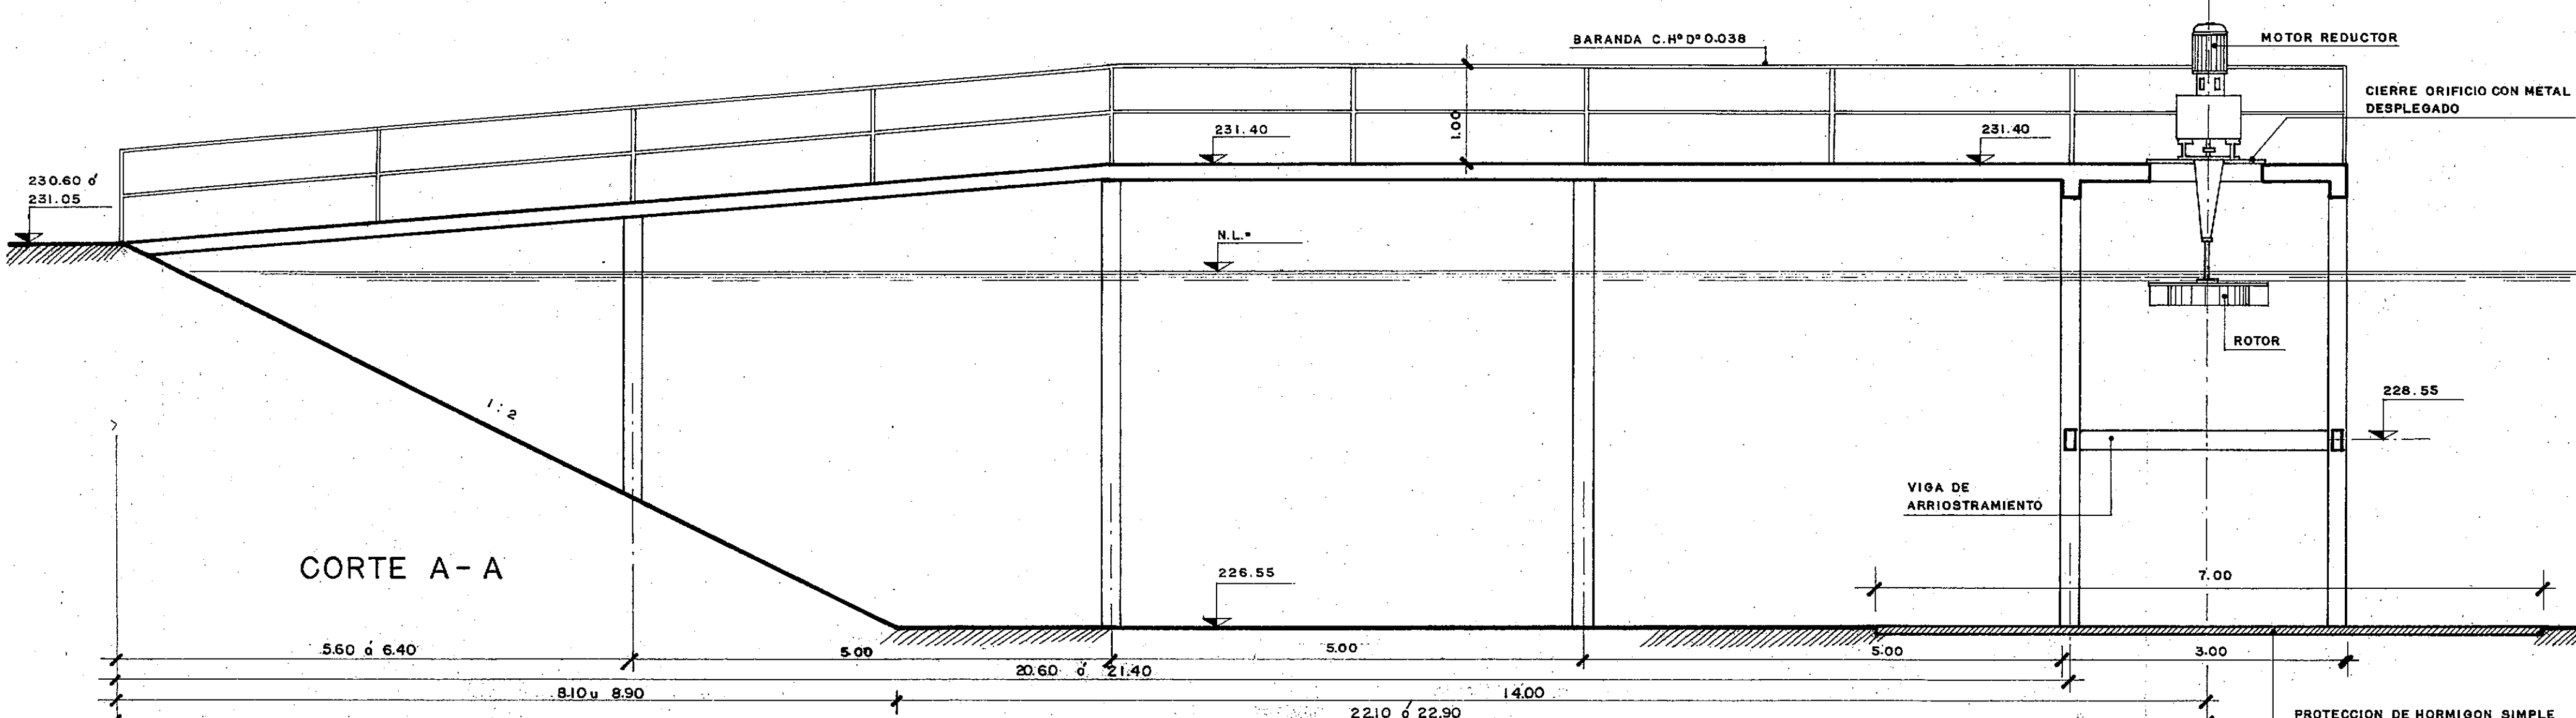 BARANDA C.Hº Dº 0.038
MOTOR REDUCTOR
CIERRE ORIFICIO CON METAL
DESPLEGADO
1.00
231.40
231.40
230.60 ó
231.05
N.L.
ROTOR
1:2
228.55
VIGA DE
ARRIOSTRAMIENTO
CORTE A-A
226.55
7.00
5.60 ó 6.40
5.00
5.00
5.00
3.00
20.60 ó 21.40
8.10 u 8.90
14.00
22.10 ó 22.90
PROTECCION DE HORMIGON SIMPLE